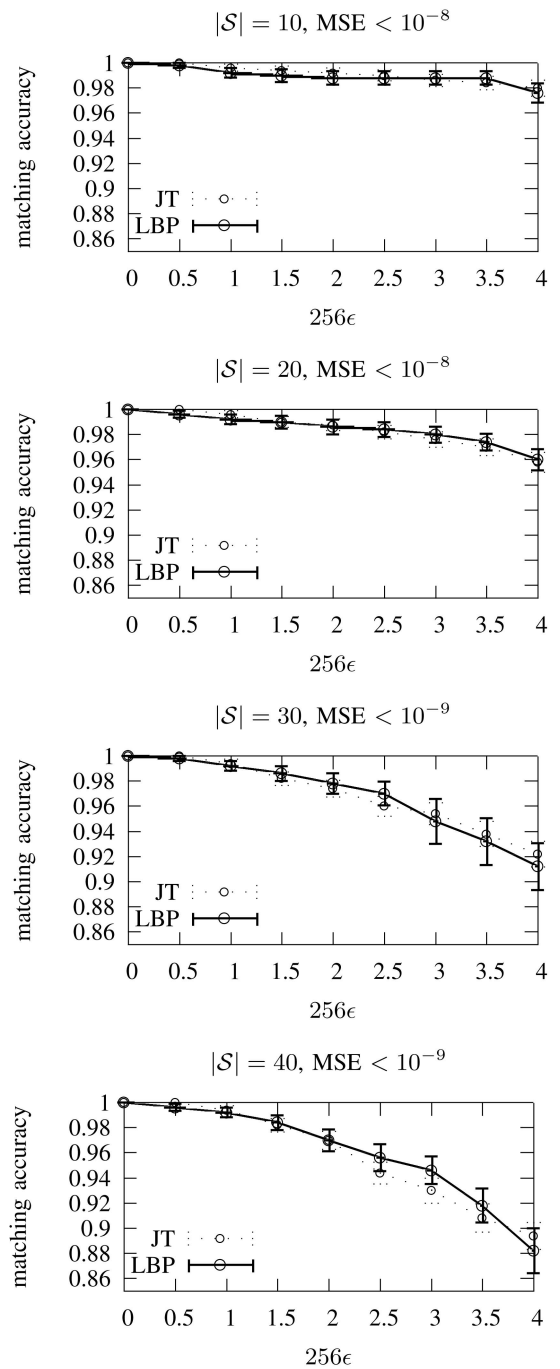 |𝒮| = 10, MSE < 10⁻⁸
matching accuracy
1
0.98
0.96
0.94
0.92
0.9
0.88
0.86
JT
LBP
0 0.5 1 1.5 2 2.5 3 3.5 4
256ϵ
|𝒮| = 20, MSE < 10⁻⁸
matching accuracy
1
0.98
0.96
0.94
0.92
0.9
0.88
0.86
JT
LBP
0 0.5 1 1.5 2 2.5 3 3.5 4
256ϵ
|𝒮| = 30, MSE < 10⁻⁹
matching accuracy
1
0.98
0.96
0.94
0.92
0.9
0.88
0.86
JT
LBP
0 0.5 1 1.5 2 2.5 3 3.5 4
256ϵ
|𝒮| = 40, MSE < 10⁻⁹
matching accuracy
1
0.98
0.96
0.94
0.92
0.9
0.88
0.86
JT
LBP
0 0.5 1 1.5 2 2.5 3 3.5 4
256ϵ